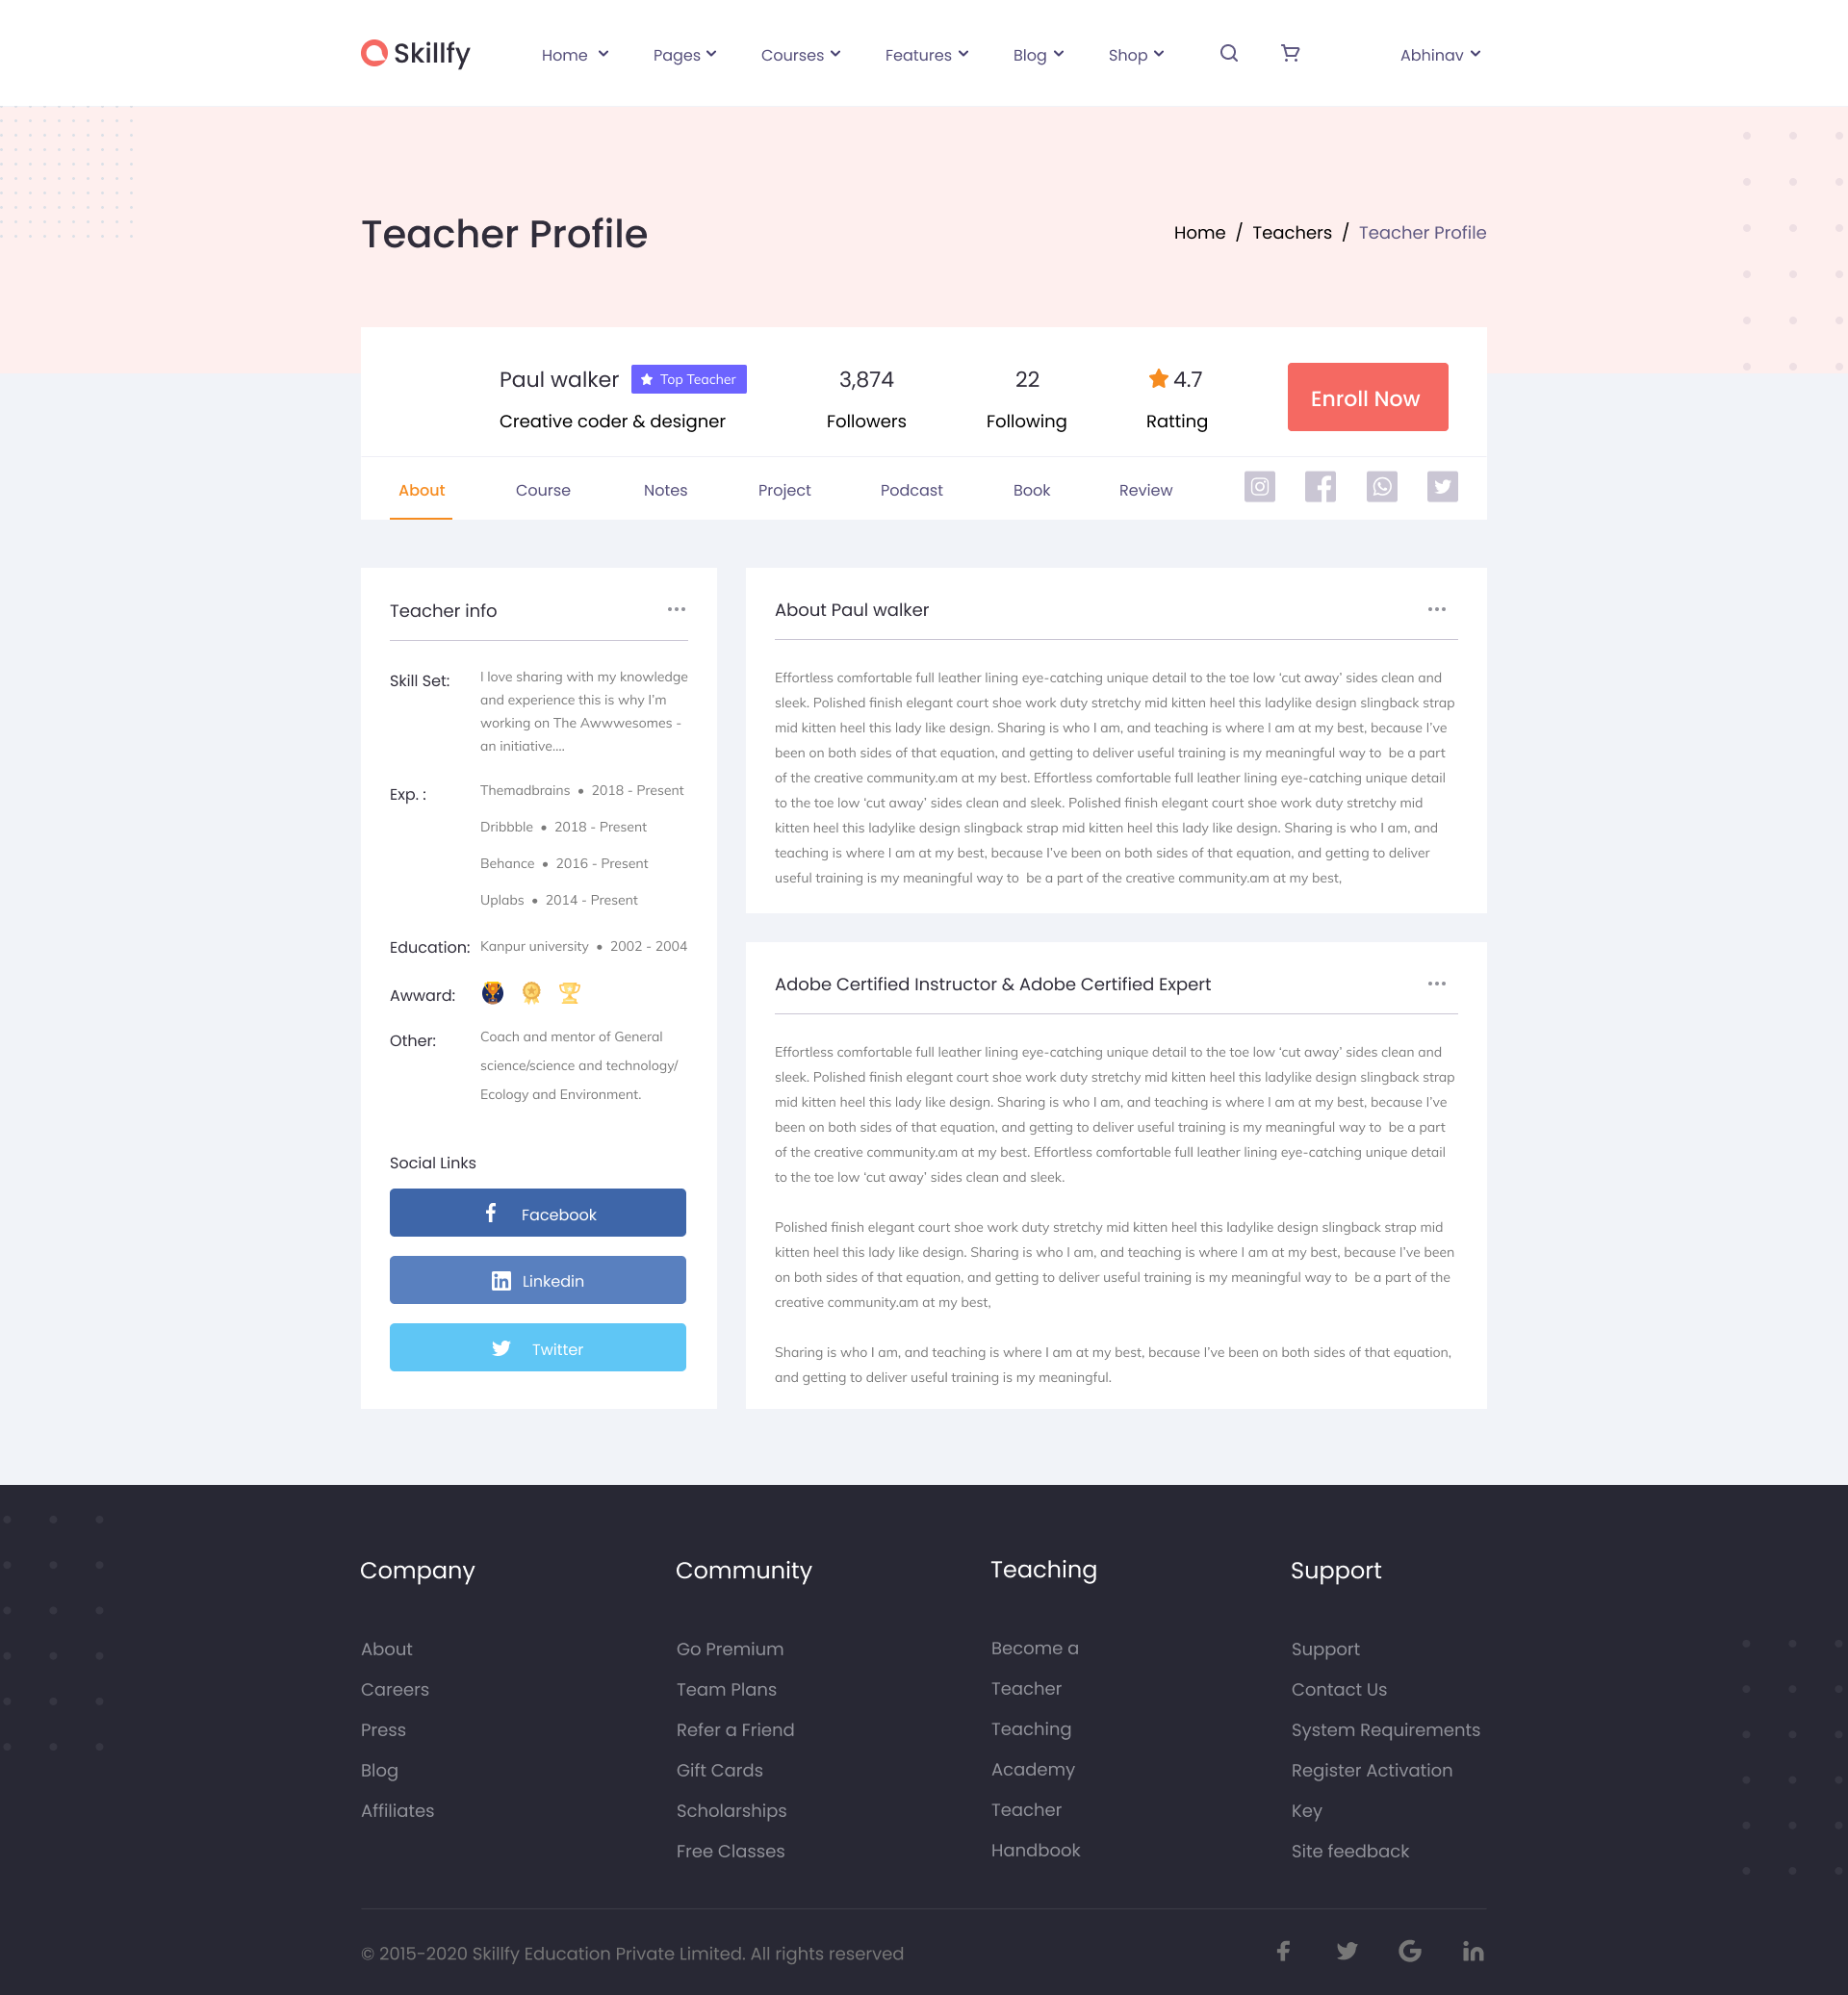 Skillfy
Home Pages Courses Features Blog Shop Abhinav
Teacher Profile
Home / Teachers / Teacher Profile
Paul walker Top Teacher
Creative coder & designer
3,874
Followers
22
Following
4.7
Ratting
Enroll Now
About Course Notes Project Podcast Book Review
Teacher info
Skill Set:
I love sharing with my knowledge
and experience this is why I'm
working on The Awwwesomes -
an initiative....
Exp. :
Themadbrains • 2018 - Present
Dribbble • 2018 - Present
Behance • 2016 - Present
Uplabs • 2014 - Present
Education: Kanpur university • 2002 - 2004
Awward:
Other:
Coach and mentor of General
science/science and technology/
Ecology and Environment.
Social Links
Facebook
Linkedin
Twitter
About Paul walker
Effortless comfortable full leather lining eye-catching unique detail to the toe low ‘cut away’ sides clean and
sleek. Polished finish elegant court shoe work duty stretchy mid kitten heel this ladylike design slingback strap
mid kitten heel this lady like design. Sharing is who I am, and teaching is where I am at my best, because I’ve
been on both sides of that equation, and getting to deliver useful training is my meaningful way to  be a part
of the creative community.am at my best. Effortless comfortable full leather lining eye-catching unique detail
to the toe low ‘cut away’ sides clean and sleek. Polished finish elegant court shoe work duty stretchy mid
kitten heel this ladylike design slingback strap mid kitten heel this lady like design. Sharing is who I am, and
teaching is where I am at my best, because I’ve been on both sides of that equation, and getting to deliver
useful training is my meaningful way to  be a part of the creative community.am at my best,
Adobe Certified Instructor & Adobe Certified Expert
Effortless comfortable full leather lining eye-catching unique detail to the toe low ‘cut away’ sides clean and
sleek. Polished finish elegant court shoe work duty stretchy mid kitten heel this ladylike design slingback strap
mid kitten heel this lady like design. Sharing is who I am, and teaching is where I am at my best, because I’ve
been on both sides of that equation, and getting to deliver useful training is my meaningful way to  be a part
of the creative community.am at my best. Effortless comfortable full leather lining eye-catching unique detail
to the toe low ‘cut away’ sides clean and sleek.
Polished finish elegant court shoe work duty stretchy mid kitten heel this ladylike design slingback strap mid
kitten heel this lady like design. Sharing is who I am, and teaching is where I am at my best, because I’ve been
on both sides of that equation, and getting to deliver useful training is my meaningful way to  be a part of the
creative community.am at my best,
Sharing is who I am, and teaching is where I am at my best, because I’ve been on both sides of that equation,
and getting to deliver useful training is my meaningful.
Company
About
Careers
Press
Blog
Affiliates
Community
Go Premium
Team Plans
Refer a Friend
Gift Cards
Scholarships
Free Classes
Teaching
Become a
Teacher
Teaching
Academy
Teacher
Handbook
Support
Support
Contact Us
System Requirements
Register Activation
Key
Site feedback
© 2015-2020 Skillfy Education Private Limited. All rights reserved